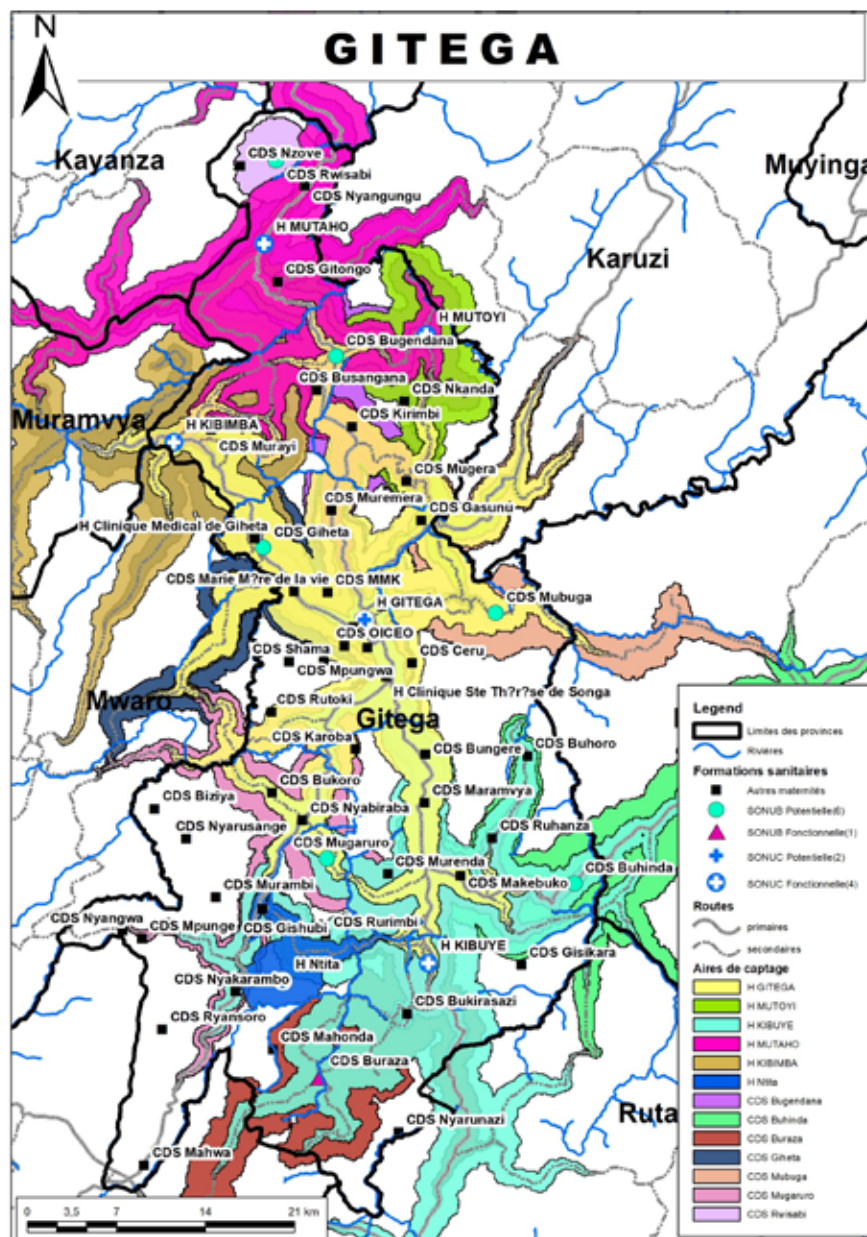 GITEGA
N
Kayanza
CDS Nzove
Muyinga
CDS Rwisabi
CDS Nyangungu
H MUTAHO
Karuzi
CDS Gitongo
H MUTOYI
CDS Bugendana
CDS Busangana
CDS Nkanda
Muramvya
H KIBIMBA
CDS Kirimbi
CDS Murayi
CDS Mugera
CDS Muremera
CDS Gasunu
H Clinique Medical de Giheta
CDS Giheta
CDS Marie M?re de la vie
CDS MMK
CDS Mubuga
H GITEGA
CDS OICEO
CDS Shama
CDS Ceru
CDS Mpungwa
H Clinique Ste Th?r?se de Songa
Mwaro
CDS Rutoki
Gitega
CDS Karoba
CDS Bungere
CDS Buhoro
CDS Bukoro
CDS Biziya
CDS Maramvya
CDS Nyabiraba
CDS Nyarusange
CDS Ruhanza
CDS Mugaruro
CDS Murenda
CDS Buhinda
CDS Makebuko
CDS Murambi
CDS Nyangwa
CDS Mpunge
CDS Gishubi
CDS Rurimbi
H KIBUYE
H Ntita
CDS Gisikara
CDS Nyakarambo
CDS Bukirasazi
CDS Ryansoro
CDS Mahonda
CDS Buraza
Ruta
CDS Nyarunazi
CDS Mahwa
0 3,5 7 14 21 km
Legend
Limites des provinces
Rivières
Formations sanitaires
Autres maternités
SONUB Potentielle(6)
SONUB Fonctionnelle(1)
SONUC Potentielle(2)
SONUC Fonctionnelle(4)
Routes
primaires
secondaires
Aires de captage
H GITEGA
H MUTOYI
H KIBUYE
H MUTAHO
H KIBIMBA
H Ntita
CDS Bugendana
CDS Buhinda
CDS Buraza
CDS Giheta
CDS Mubuga
CDS Mugaruro
CDS Rwisabi